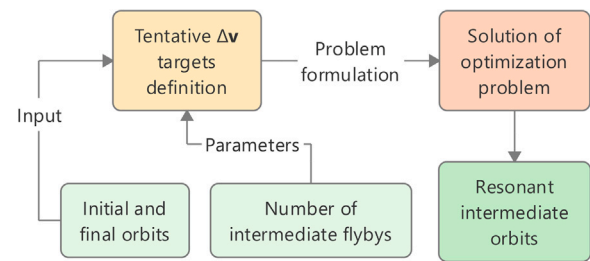 Tentative Δv
targets
definition
Problem
formulation
Solution of
optimization
problem
Input
Parameters
Initial and
final orbits
Number of
intermediate flybys
Resonant
intermediate
orbits